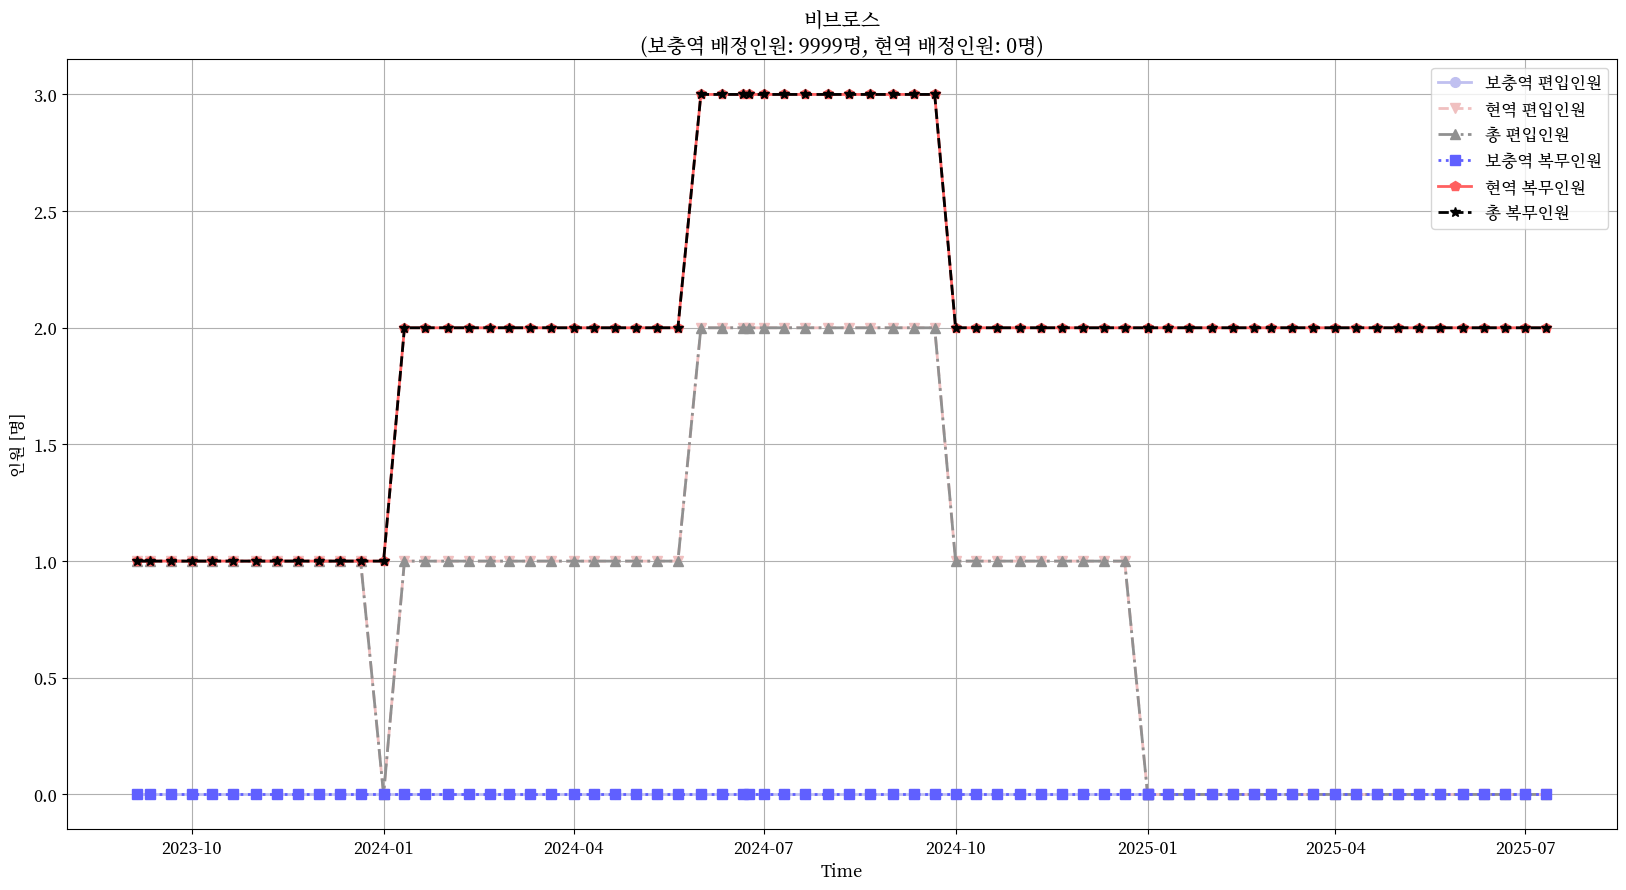 비브로스
(보충역 배정인원: 9999명, 현역 배정인원: 0명)
보충역 편입인원
현역 편입인원
총 편입인원
보충역 복무인원
현역 복무인원
총 복무인원
인원 [명]
3.0
2.5
2.0
1.5
1.0
0.5
0.0
2023-10
2024-01
2024-04
2024-07
2024-10
2025-01
2025-04
2025-07
Time